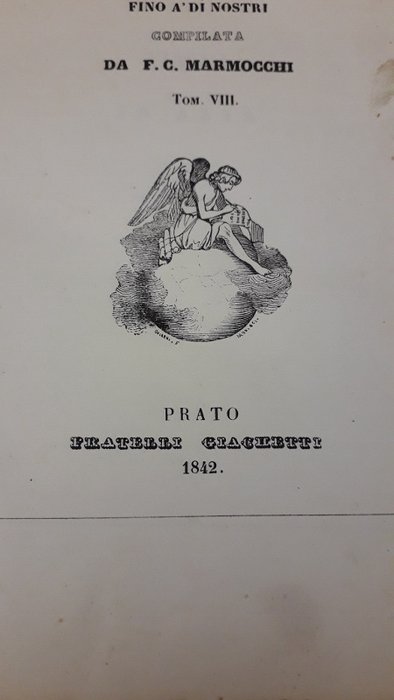 FINO A' DI NOSTRI
COMPILATA
DA F. C. MARMOCCHI
TOM. VIII.
PRATO
FRATELLI GIACHETTI
1842.